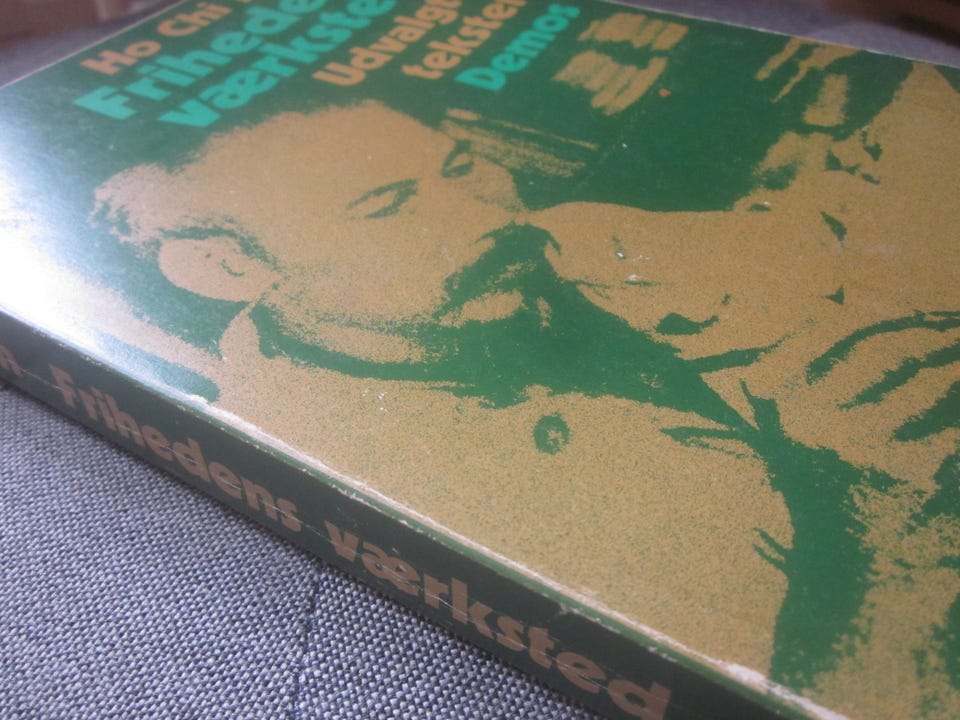 Ho Chi
Frihede
værkste
Udvalgt
tekster
Demos
n Frihedens værksted